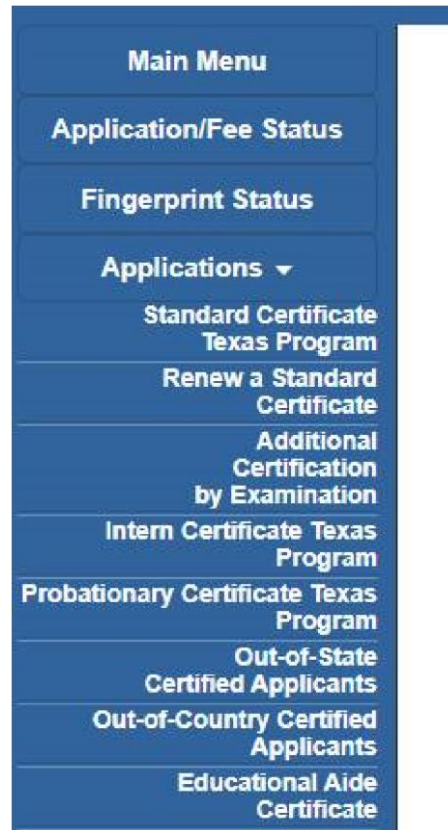 Main Menu
Application/Fee Status
Fingerprint Status
Applications
Standard Certificate
Texas Program
Renew a Standard
Certificate
Additional
Certification
by Examination
Intern Certificate Texas
Program
Probationary Certificate Texas
Program
Out-of-State
Certified Applicants
Out-of-Country Certified
Applicants
Educational Aide
Certificate